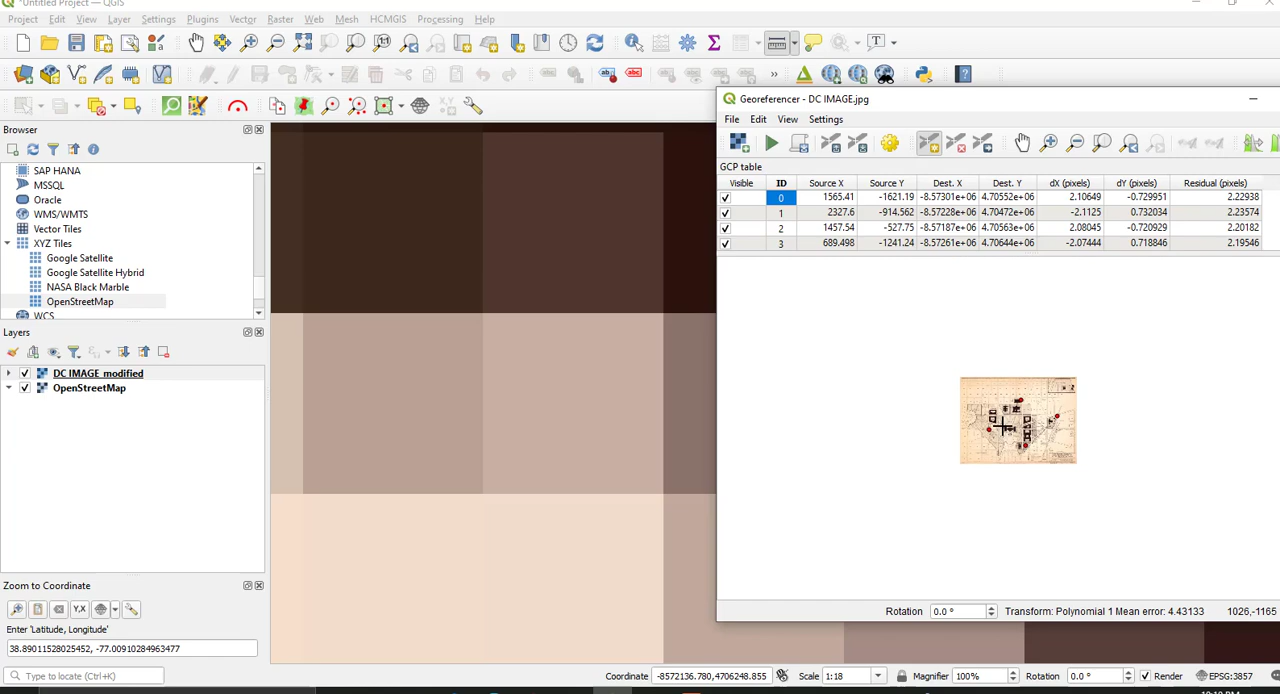 *Untitled Project — QGIS
Project Edit View Layer Settings Plugins Vector Raster Web Mesh HCMGIS Processing Help
Browser
SAP HANA
MSSQL
Oracle
WMS/WMTS
Vector Tiles
XYZ Tiles
Google Satellite
Google Satellite Hybrid
NASA Black Marble
OpenStreetMap
WCS
Layers
DC IMAGE_modified
OpenStreetMap
Zoom to Coordinate
Y,X
Enter 'Latitude, Longitude'
38.89011528025452, -77.00910284963477
Type to locate (Ctrl+K)
Georeferencer - DC IMAGE.jpg
File Edit View Settings
GCP table
Visible ID Source X Source Y Dest. X Dest. Y dX (pixels) dY (pixels) Residual (pixels)
0 1565.41 -1621.19 -8.57301e+06 4.70552e+06 2.10649 -0.729951 2.22938
1 2327.6 -914.562 -8.57228e+06 4.70472e+06 -2.1125 0.732034 2.23574
2 1457.54 -527.75 -8.57187e+06 4.70563e+06 2.08045 -0.720929 2.20182
3 689.498 -1241.24 -8.57261e+06 4.70644e+06 -2.07444 0.718846 2.19546
Rotation 0.0 ° Transform: Polynomial 1 Mean error: 4.43133 1026,-1165
Coordinate -8572136.780,4706248.855 Scale 1:18 Magnifier 100% Rotation 0.0 ° Render EPSG:3857